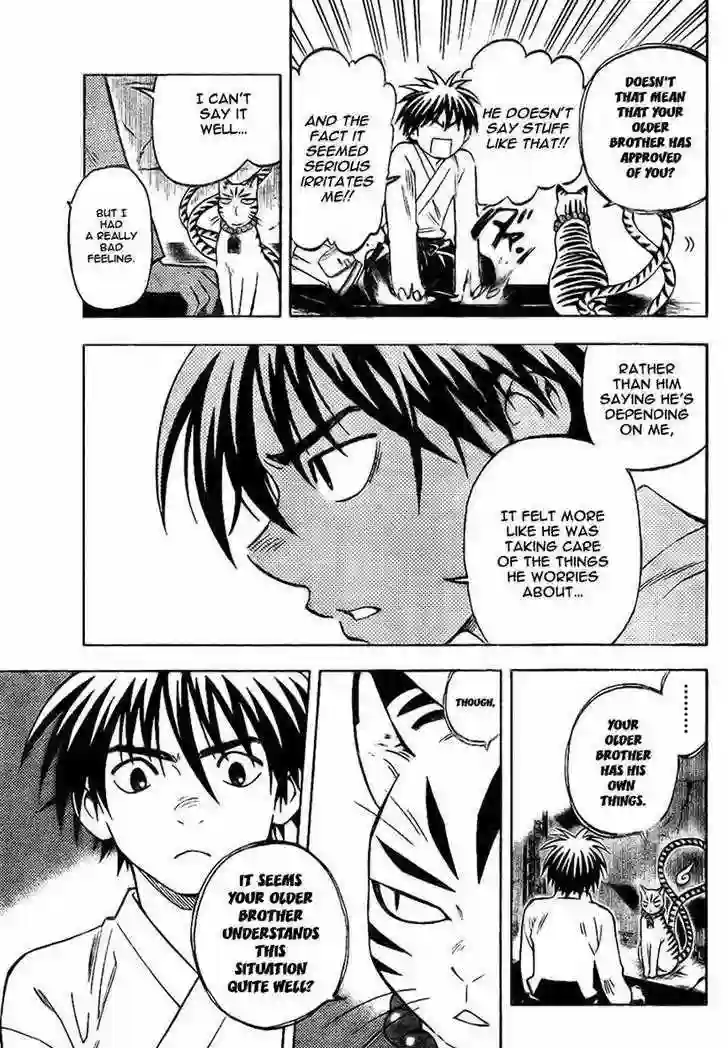 DOESN'T
THAT MEAN
THAT YOUR
OLDER
BROTHER HAS
APPROVED
OF YOU?
HE DOESN'T
SAY STUFF
LIKE THAT!!
AND THE
FACT IT
SEEMED
SERIOUS
IRRITATES
ME!!
I CAN'T
SAY IT
WELL...
BUT I
HAD
A REALLY
BAD
FEELING.
RATHER
THAN HIM
SAYING HE'S
DEPENDING
ON ME,
IT FELT MORE
LIKE HE WAS
TAKING CARE
OF THE THINGS
HE WORRIES
ABOUT...
........
YOUR
OLDER
BROTHER
HAS HIS
OWN
THINGS.
THOUGH,
IT SEEMS
YOUR OLDER
BROTHER
UNDERSTANDS
THIS
SITUATION
QUITE WELL?